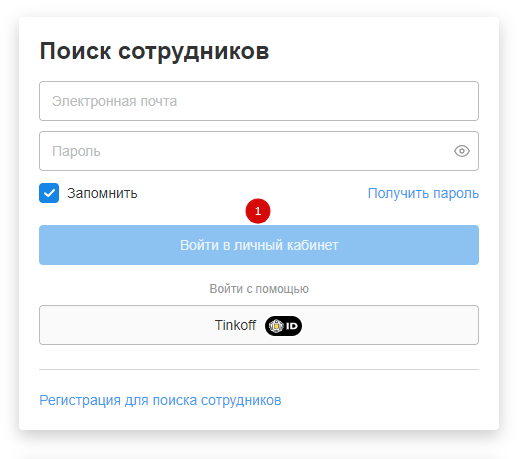 Поиск сотрудников
Электронная почта
Пароль
Запомнить
Получить пароль
1
Войти в личный кабинет
Войти с помощью
Tinkoff ID
Регистрация для поиска сотрудников